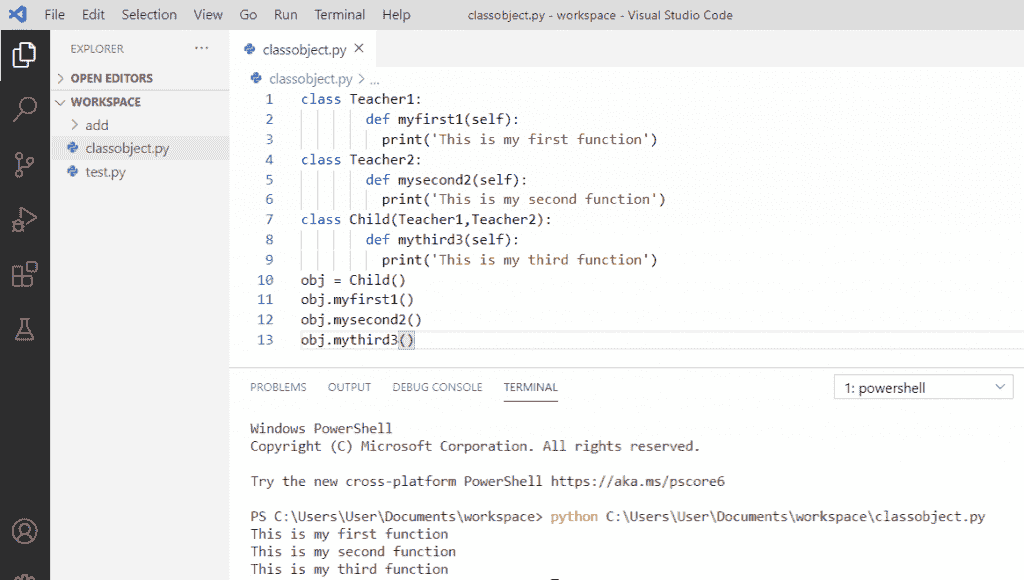 File Edit Selection View Go Run Terminal Help classobject.py - workspace - Visual Studio Code
EXPLORER ...
OPEN EDITORS
WORKSPACE
add
classobject.py
test.py
classobject.py ×
classobject.py > ...
1 class Teacher1:
2 def myfirst1(self):
3 print('This is my first function')
4 class Teacher2:
5 def mysecond2(self):
6 print('This is my second function')
7 class Child(Teacher1,Teacher2):
8 def mythird3(self):
9 print('This is my third function')
10 obj = Child()
11 obj.myfirst1()
12 obj.mysecond2()
13 obj.mythird3()
PROBLEMS OUTPUT DEBUG CONSOLE TERMINAL 1: powershell
Windows PowerShell
Copyright (C) Microsoft Corporation. All rights reserved.
Try the new cross-platform PowerShell https://aka.ms/pscore6
PS C:\Users\User\Documents\workspace> python C:\Users\User\Documents\workspace\classobject.py
This is my first function
This is my second function
This is my third function